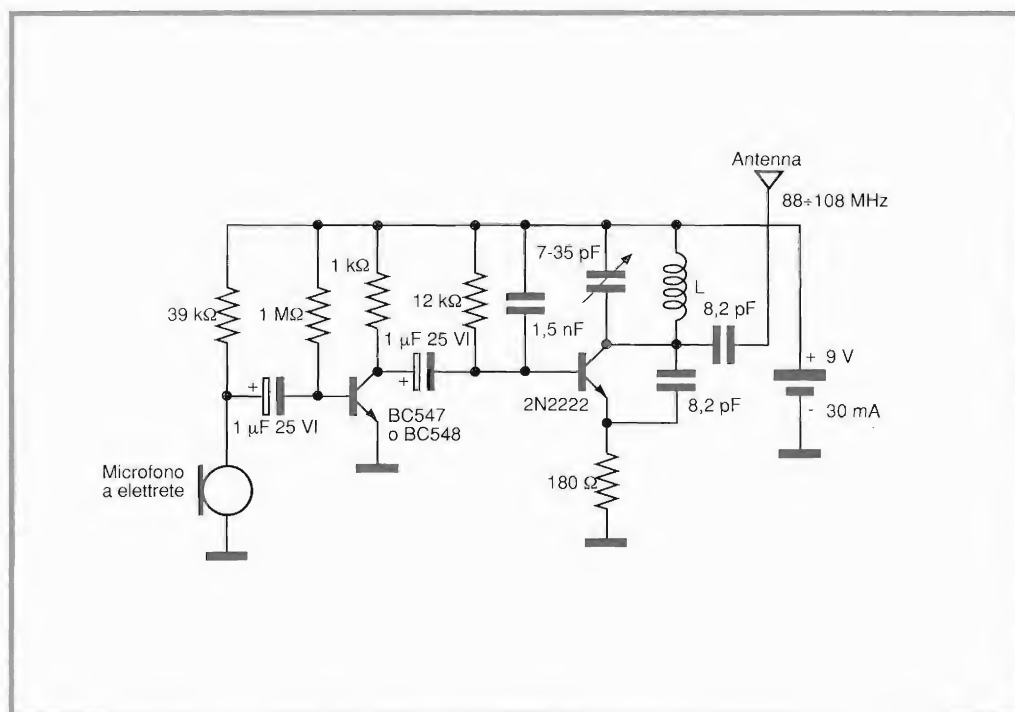 Antenna
88÷108 MHz
7-35 pF
1 kΩ
L
39 kΩ
1 MΩ
12 kΩ
1,5 nF
8,2 pF
1 µF 25 Vl
+
+
+ 9 V
8,2 pF
- 30 mA
+
1 µF 25 Vl
BC547
o BC548
2N2222
Microfono
a elettrete
180 Ω